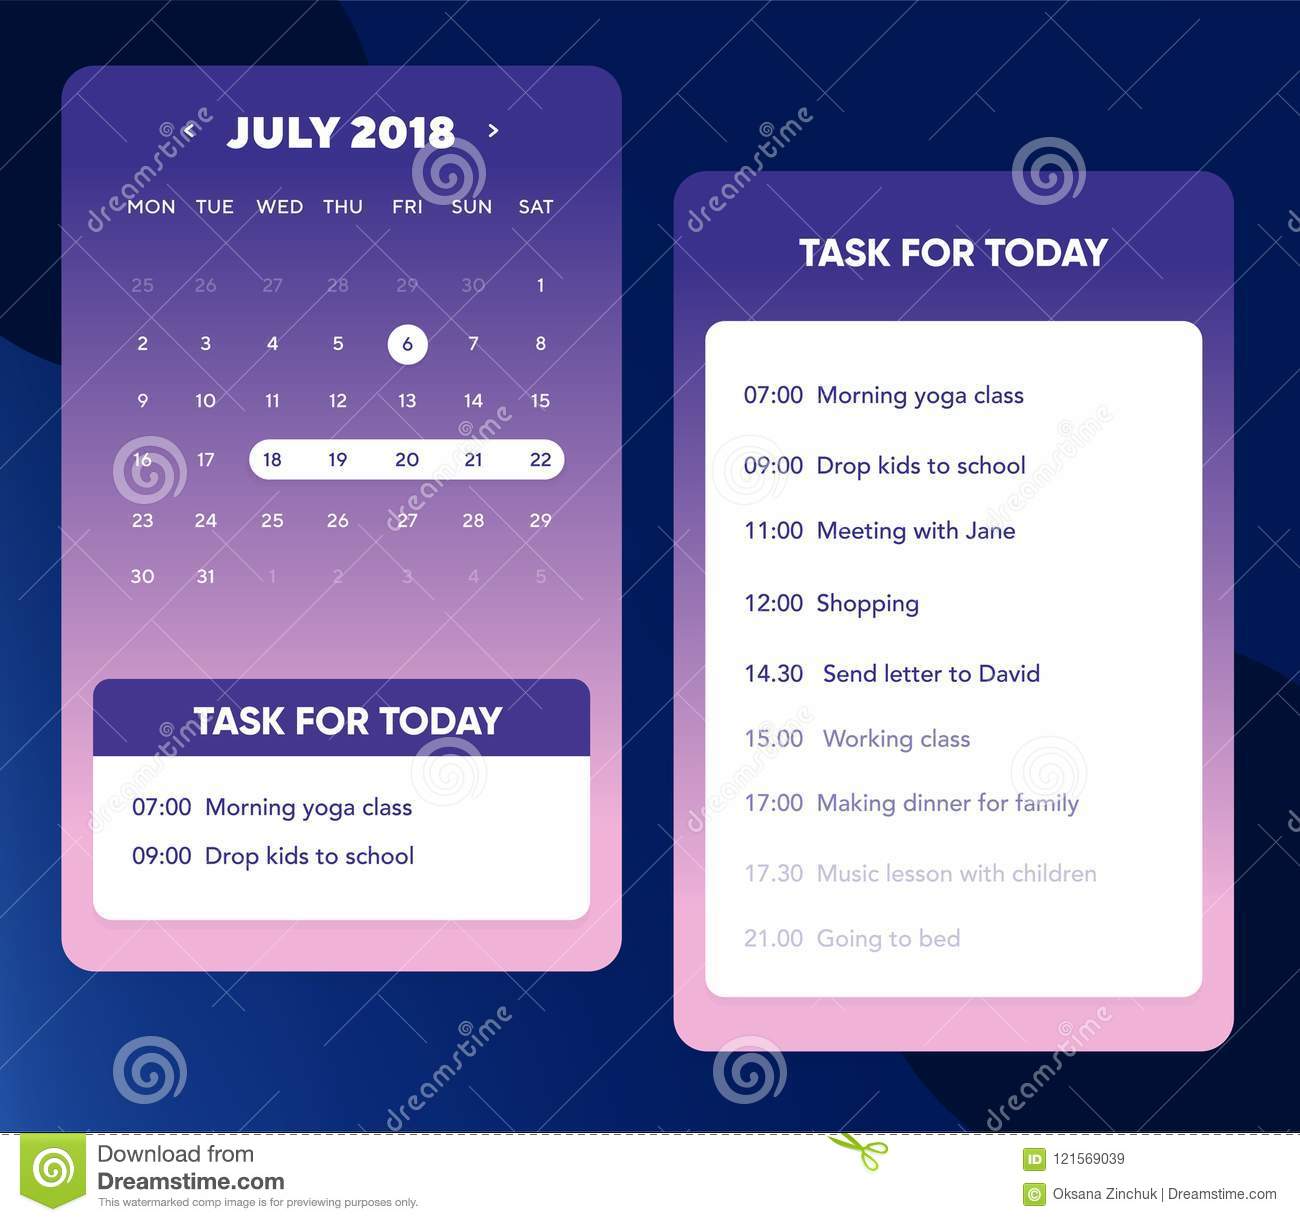 < JULY 2018 >
MON TUE WED THU FRI SUN SAT
25 26 27 28 29 30 1
2 3 4 5 6 7 8
9 10 11 12 13 14 15
16 17 18 19 20 21 22
23 24 25 26 27 28 29
30 31 1 2 3 4 5
TASK FOR TODAY
07:00 Morning yoga class
09:00 Drop kids to school
TASK FOR TODAY
07:00 Morning yoga class
09:00 Drop kids to school
11:00 Meeting with Jane
12:00 Shopping
14.30 Send letter to David
15.00 Working class
17:00 Making dinner for family
17.30 Music lesson with children
21.00 Going to bed
dreamstime
dreamstime
dreamstime
dreamstime
dreamstime
dreamstime
dreamstime
dreamstime
Download from
Dreamstime.com
This watermarked comp image is for previewing purposes only.
ID 121569039
© Oksana Zinchuk | Dreamstime.com